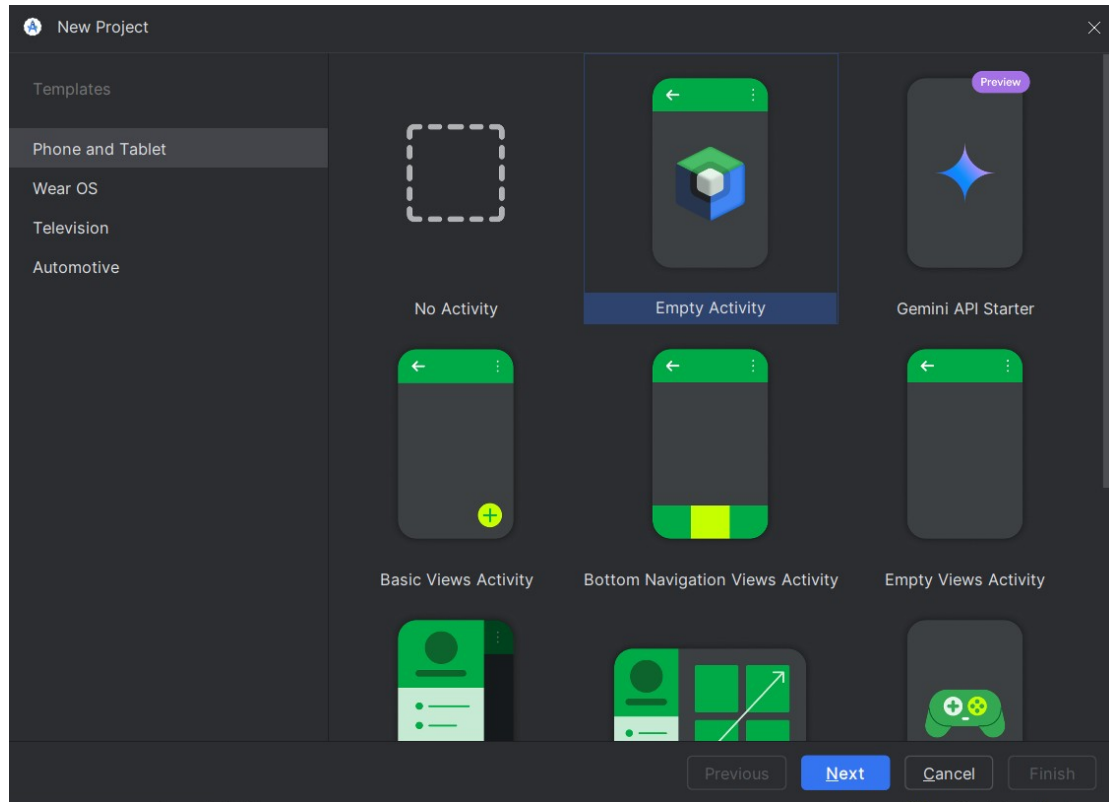 New Project
Templates
Phone and Tablet
Wear OS
Television
Automotive
Preview
No Activity
Empty Activity
Gemini API Starter
Basic Views Activity
Bottom Navigation Views Activity
Empty Views Activity
Previous
Next
Cancel
Finish